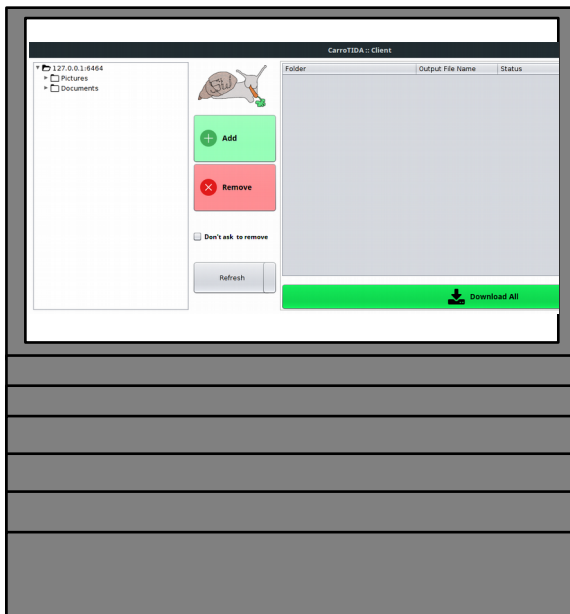 CarroTIDA :: Client
127.0.0.1:6464
Pictures
Documents
Add
Remove
Don't ask to remove
Refresh
Folder Output File Name Status
Download All